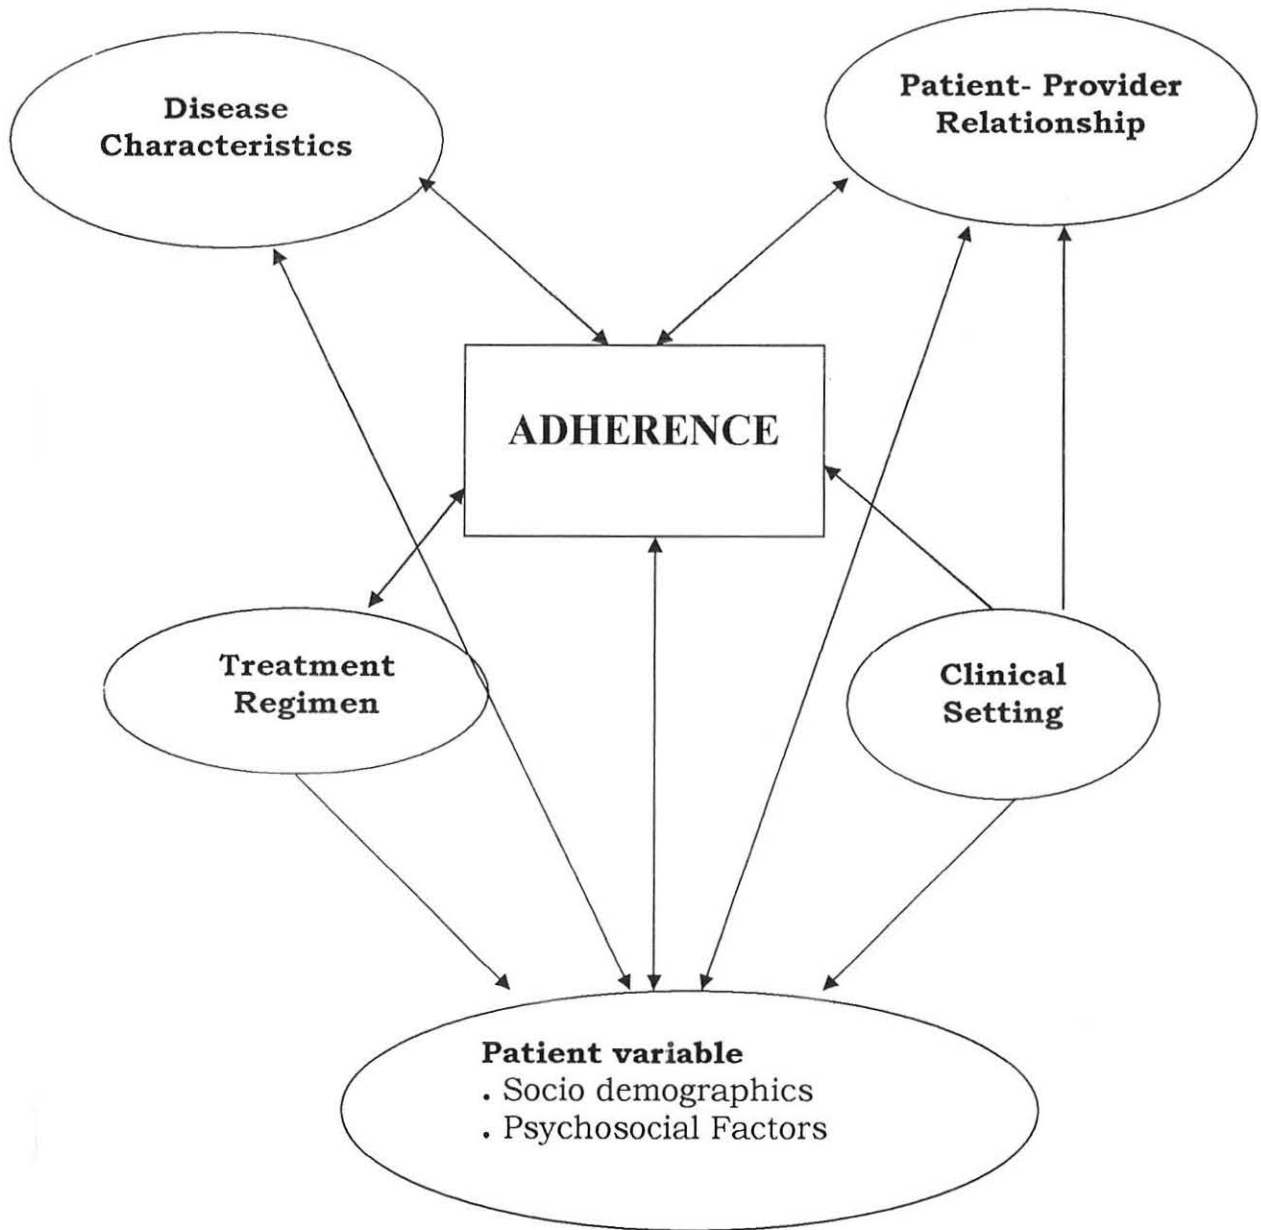 Disease
Characteristics
Patient- Provider
Relationship
ADHERENCE
Treatment
Regimen
Clinical
Setting
Patient variable
. Socio demographics
. Psychosocial Factors